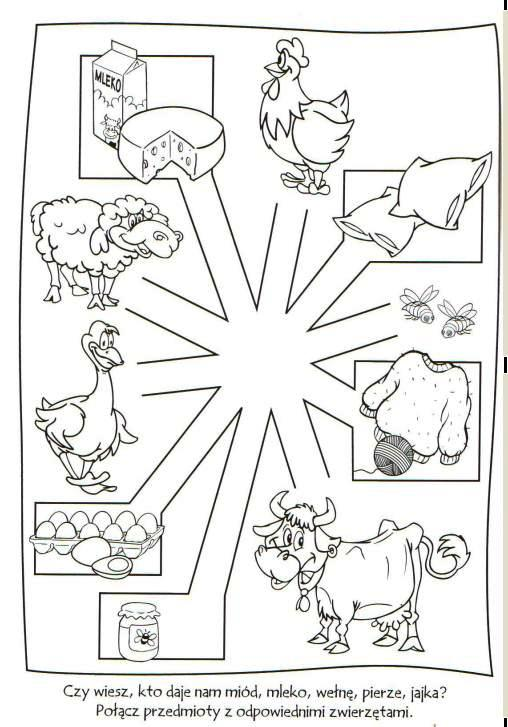 MLEKO
Czy wiesz, kto daje nam miód, mleko, wełnę, pierze, jajka?
Połącz przedmioty z odpowiednimi zwierzętami.